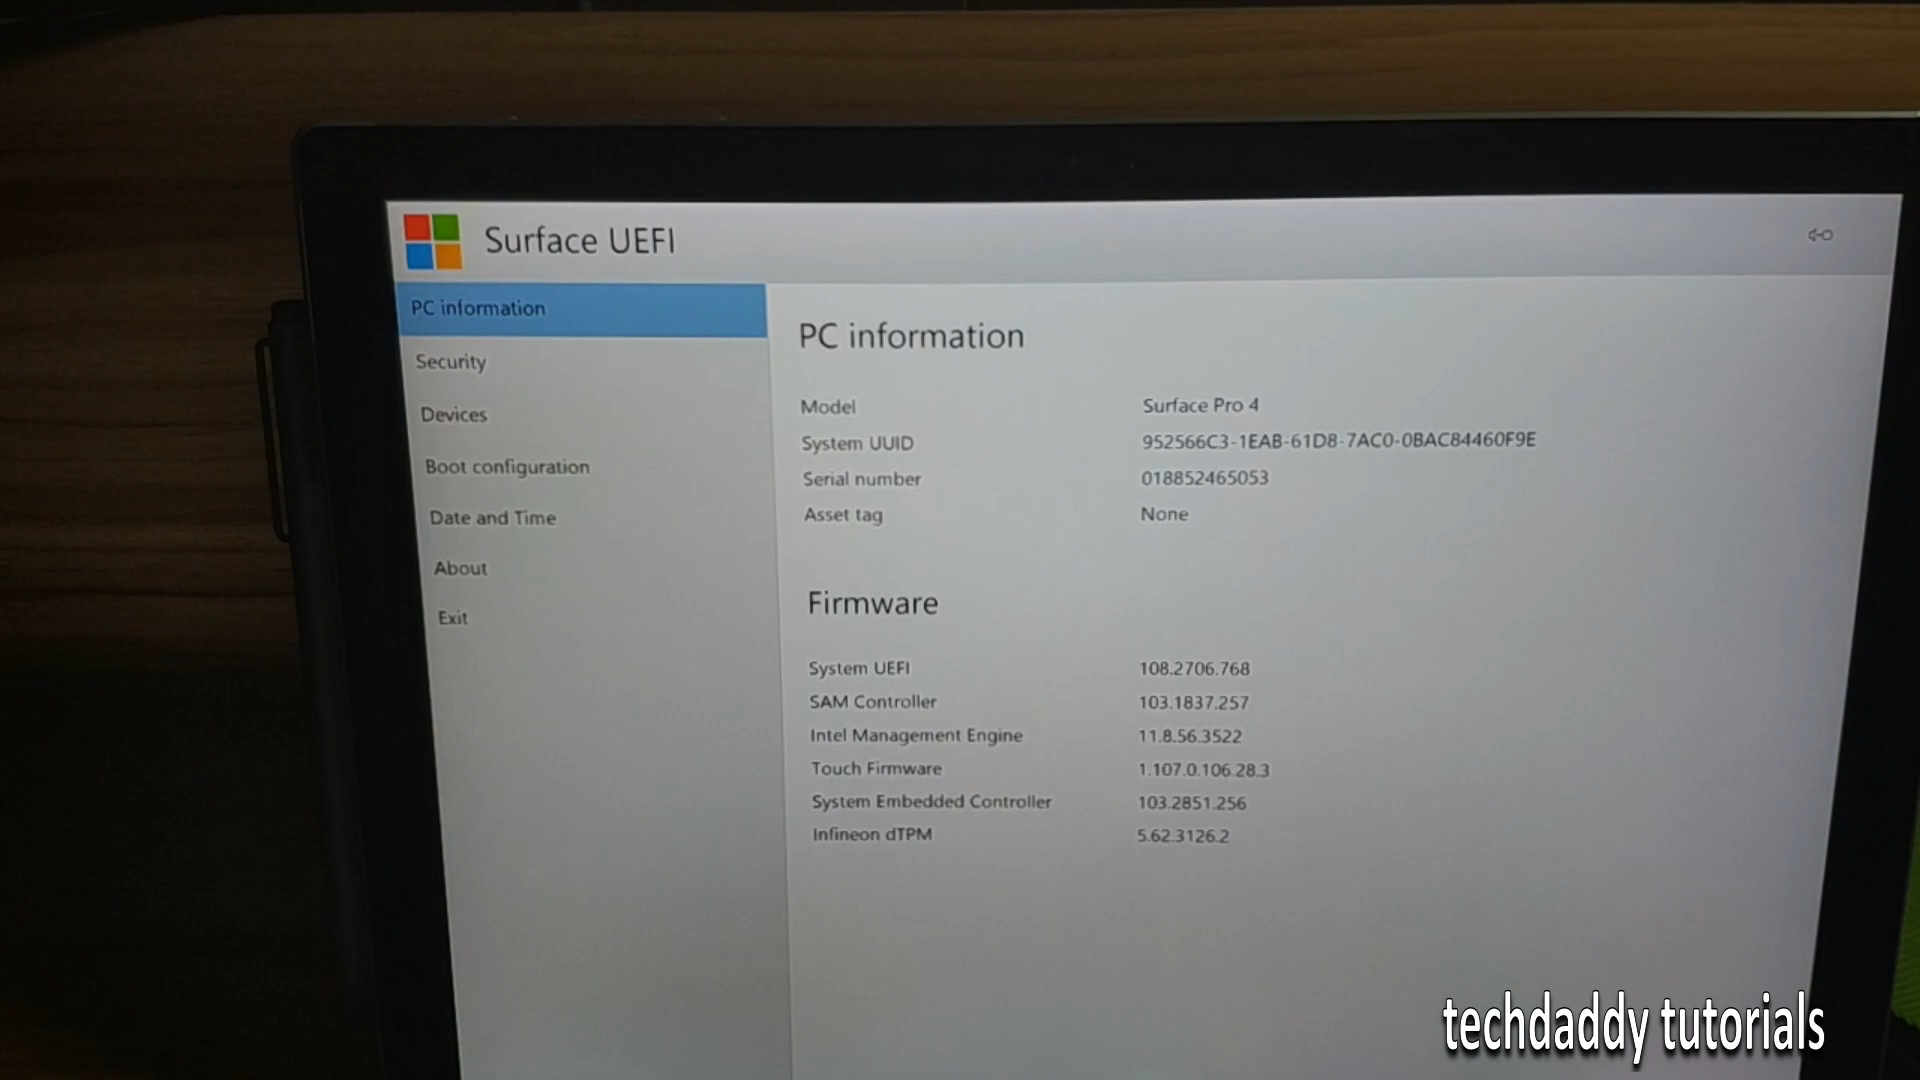 Surface UEFI
PC information
Security
Devices
Boot configuration
Date and Time
About
Exit
PC information
Model Surface Pro 4
System UUID 952566C3-1EAB-61D8-7AC0-0BAC84460F9E
Serial number 018852465053
Asset tag None
Firmware
System UEFI 108.2706.768
SAM Controller 103.1837.257
Intel Management Engine 11.8.56.3522
Touch Firmware 1.107.0.106.28.3
System Embedded Controller 103.2851.256
Infineon dTPM 5.62.3126.2
techdaddy tutorials